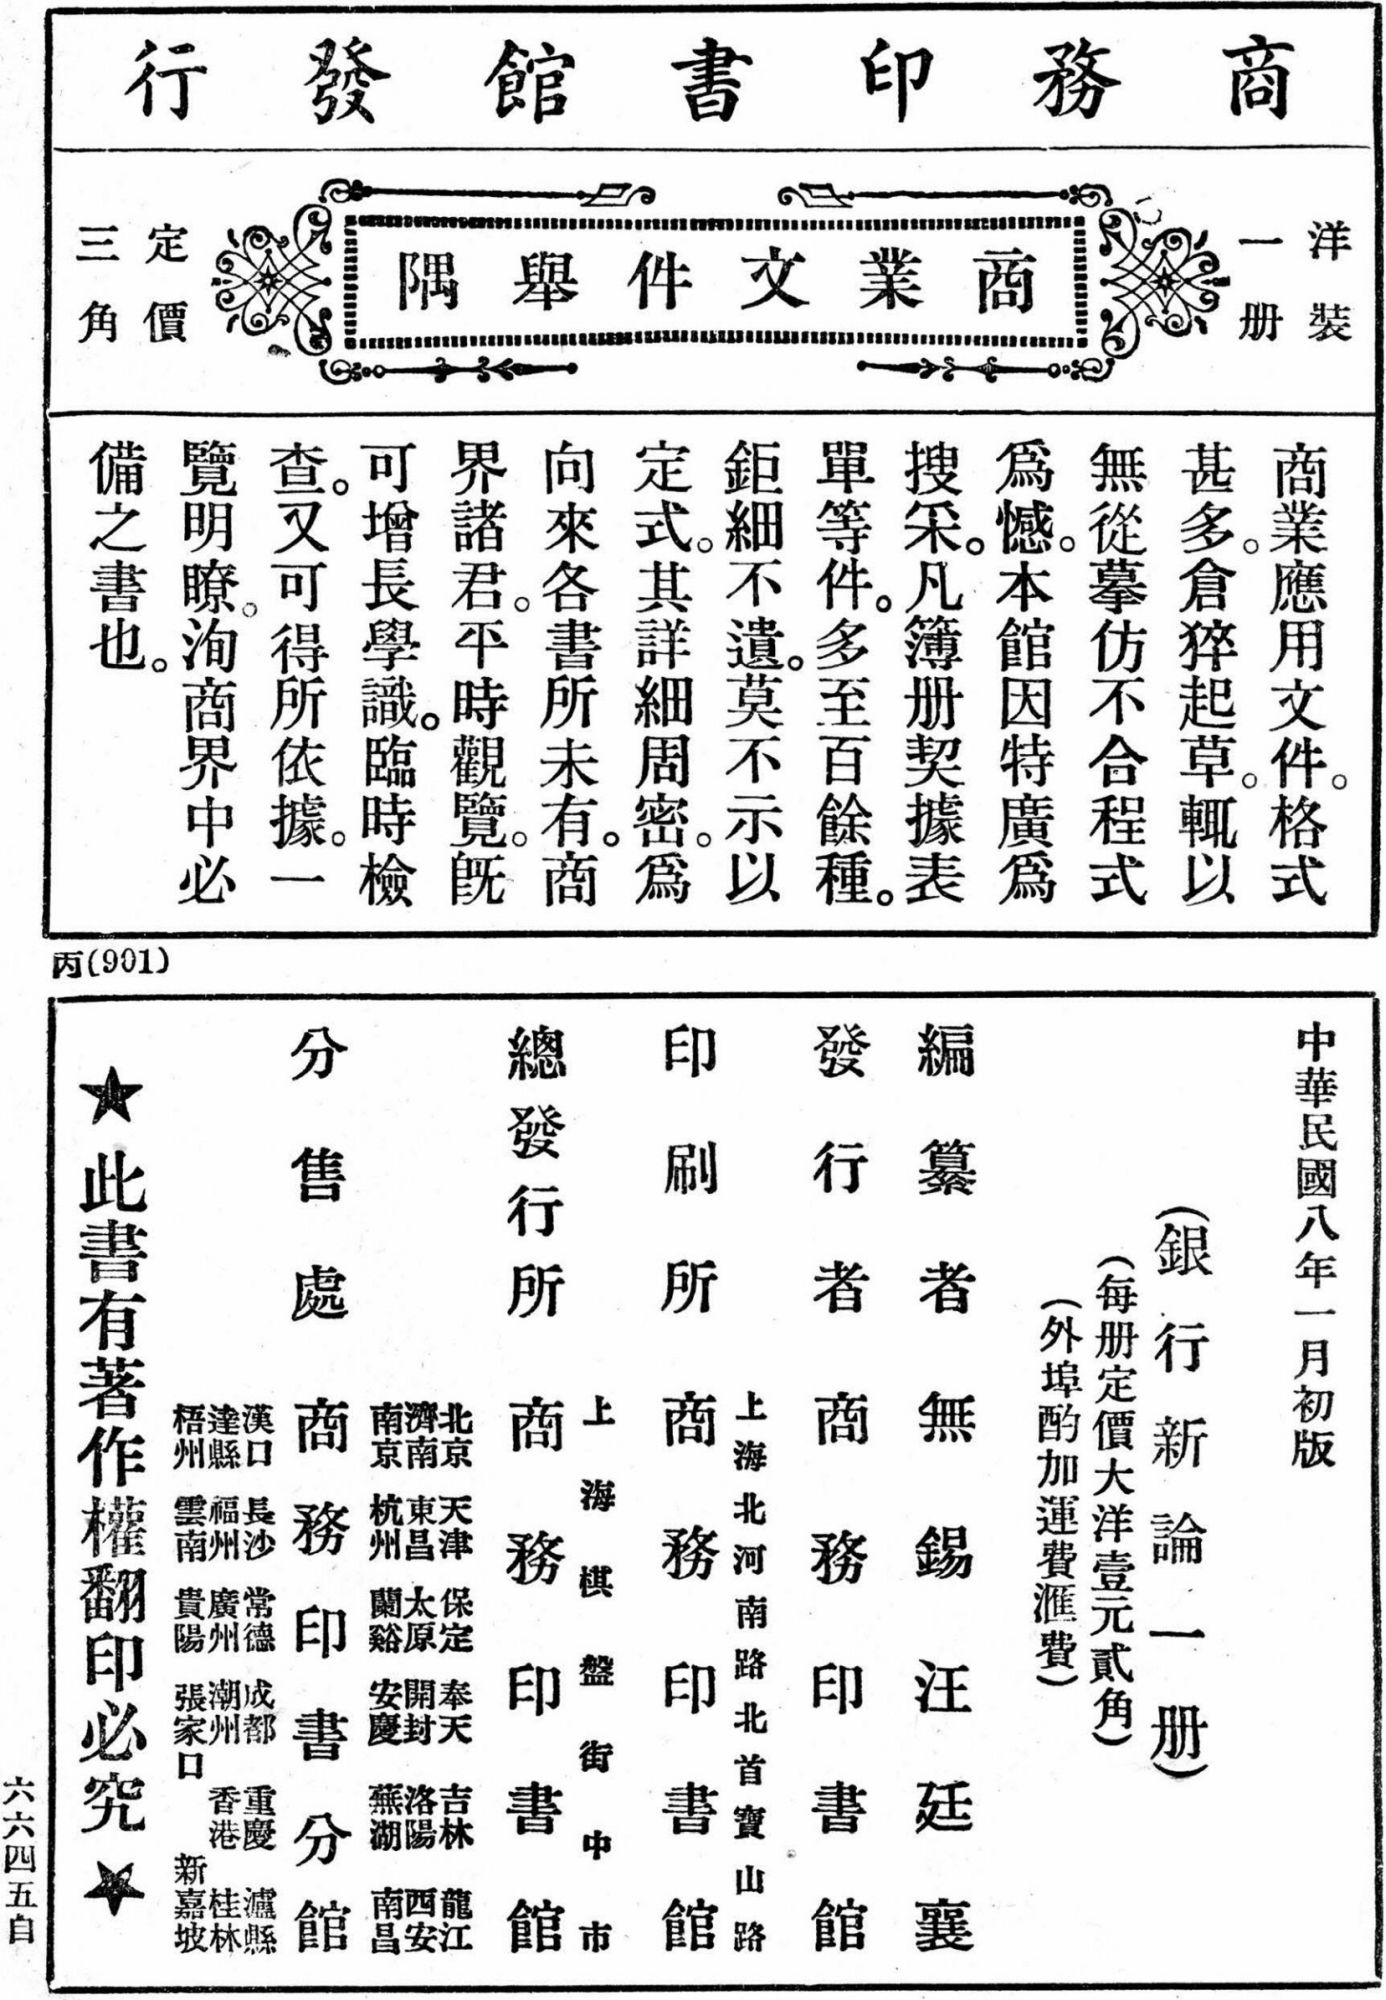 商務印書館發行
洋裝
一册
商業文件舉隅
定價
三角
商業應用文件。格式
甚多。倉猝起草。輒以
無從摹仿不合程式
爲憾。本館因特廣爲
搜采。凡簿册契據表
單等件。多至百餘種。
鉅細不遺。莫不示以
定式。其詳細周密。爲
向來各書所未有。商
界諸君。平時觀覽。旣
可增長學識。臨時檢
查。又可得所依據。一
覽明瞭。洵商界中必
備之書也。
丙(901)
中華民國八年一月初版
(銀行新論一册)
(每册定價大洋壹元貳角)
(外埠酌加運費滙費)
編纂者 無錫汪廷襄
發行者 商務印書館
上海北河南路北首寶山路
印刷所 商務印書館
上海棋盤街中市
總發行所 商務印書館
北京 天津 保定 奉天 吉林 龍江
濟南 東昌 太原 開封 洛陽 西安
南京 杭州 蘭谿 安慶 蕪湖 南昌
分售處 商務印書分館
漢口 長沙 常德 成都 重慶 瀘縣
達縣 福州 廣州 潮州 香港 桂林
梧州 雲南 貴陽 張家口 新嘉坡
★此書有著作權翻印必究★
六六四五自